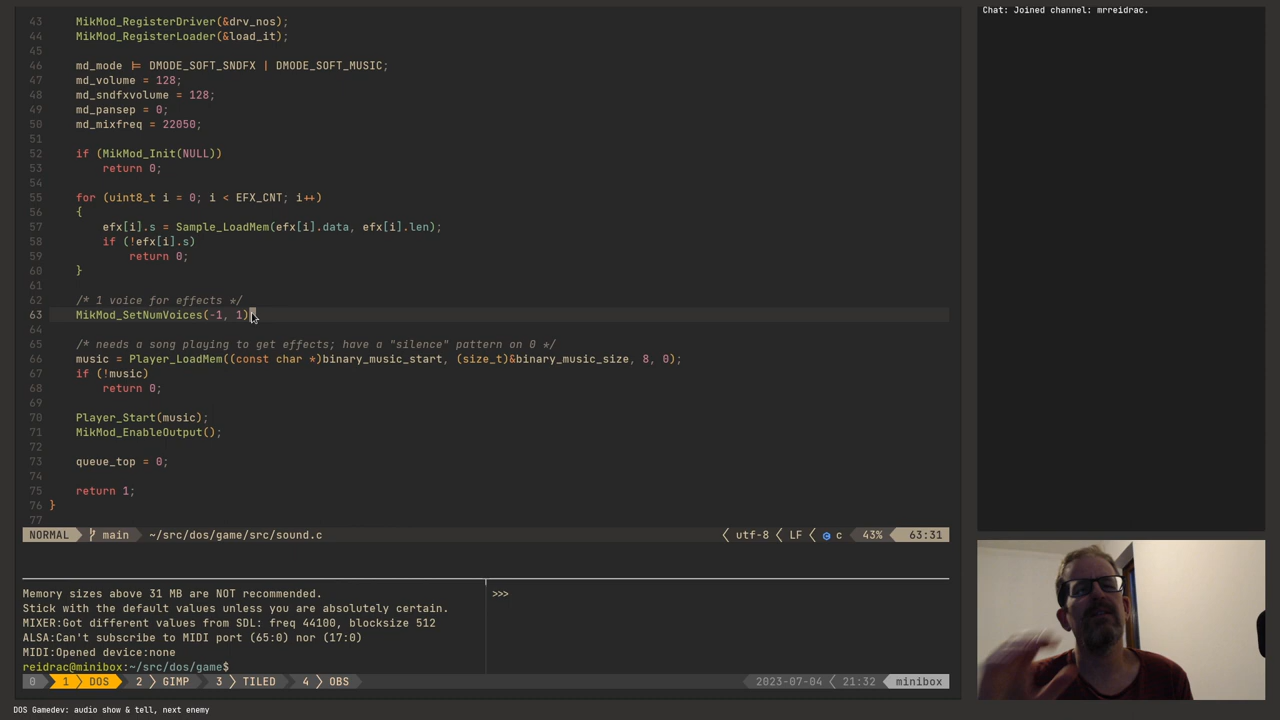 43 MikMod_RegisterDriver(&drv_nos);
44 MikMod_RegisterLoader(&load_it);
45
46 md_mode |= DMODE_SOFT_SNDFX | DMODE_SOFT_MUSIC;
47 md_volume = 128;
48 md_sndfxvolume = 128;
49 md_pansep = 0;
50 md_mixfreq = 22050;
51
52 if (MikMod_Init(NULL))
53 return 0;
54
55 for (uint8_t i = 0; i < EFX_CNT; i++)
56 {
57 efx[i].s = Sample_LoadMem(efx[i].data, efx[i].len);
58 if (!efx[i].s)
59 return 0;
60 }
61
62 /* 1 voice for effects */
63 MikMod_SetNumVoices(-1, 1)
64
65 /* needs a song playing to get effects; have a "silence" pattern on 0 */
66 music = Player_LoadMem((const char *)binary_music_start, (size_t)&binary_music_size, 8, 0);
67 if (!music)
68 return 0;
69
70 Player_Start(music);
71 MikMod_EnableOutput();
72
73 queue_top = 0;
74
75 return 1;
76 }
77
NORMAL main ~/src/dos/game/src/sound.c utf-8 LF c 43% 63:31
Memory sizes above 31 MB are NOT recommended.
Stick with the default values unless you are absolutely certain.
MIXER:Got different values from SDL: freq 44100, blocksize 512
ALSA:Can't subscribe to MIDI port (65:0) nor (17:0)
MIDI:Opened device:none
reidrac@minibox:~/src/dos/game$
>>>
0 1 DOS 2 GIMP 3 TILED 4 OBS 2023-07-04 21:32 minibox
DOS Gamedev: audio show & tell, next enemy
Chat: Joined channel: mrreidrac.